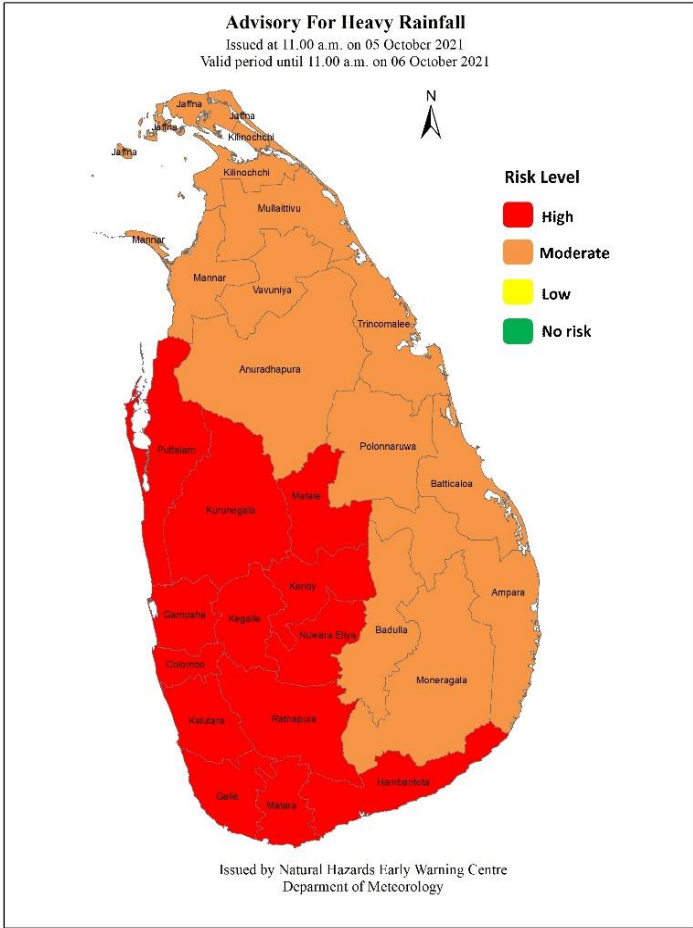 Advisory For Heavy Rainfall
Issued at 11.00 a.m. on 05 October 2021
Valid period until 11.00 a.m. on 06 October 2021
N
Risk Level
High
Moderate
Low
No risk
Jaffna
Jaffna
Jaffna
Kilinochchi
Jaffna
Kilinochchi
Mullaittivu
Mannar
Mannar
Vavuniya
Trincomalee
Anuradhapura
Polonnaruwa
Puttalam
Batticaloa
Matale
Kurunegala
Kandy
Ampara
Gampaha
Kegalle
Badulla
Nuwara Eliya
Colombo
Moneragala
Kalutara
Ratnapura
Hambantota
Galle
Matara
Issued by Natural Hazards Early Warning Centre
Deparment of Meteorology